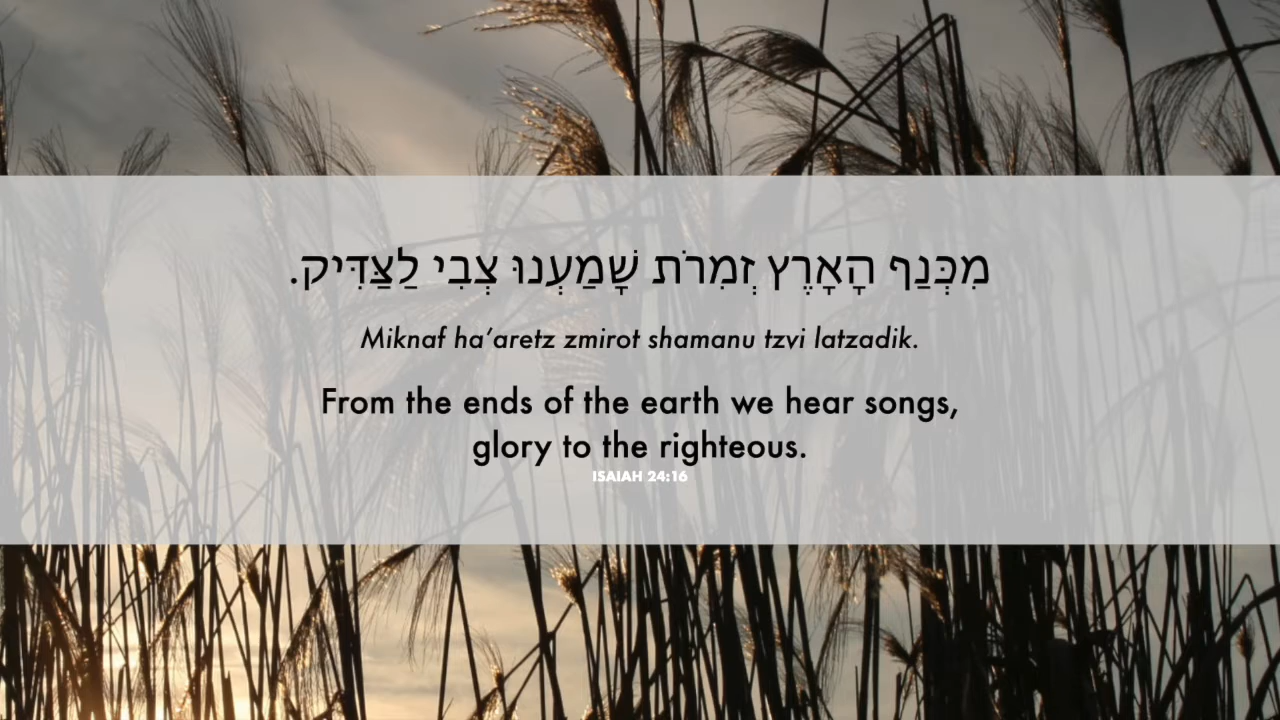 מִכְּנַף הָאָרֶץ זְמִרֹת שָׁמַעְנוּ צְבִי לַצַּדִּיק.
Miknaf ha’aretz zmirot shamanu tzvi latzadik.
From the ends of the earth we hear songs,
glory to the righteous.
ISAIAH 24:16